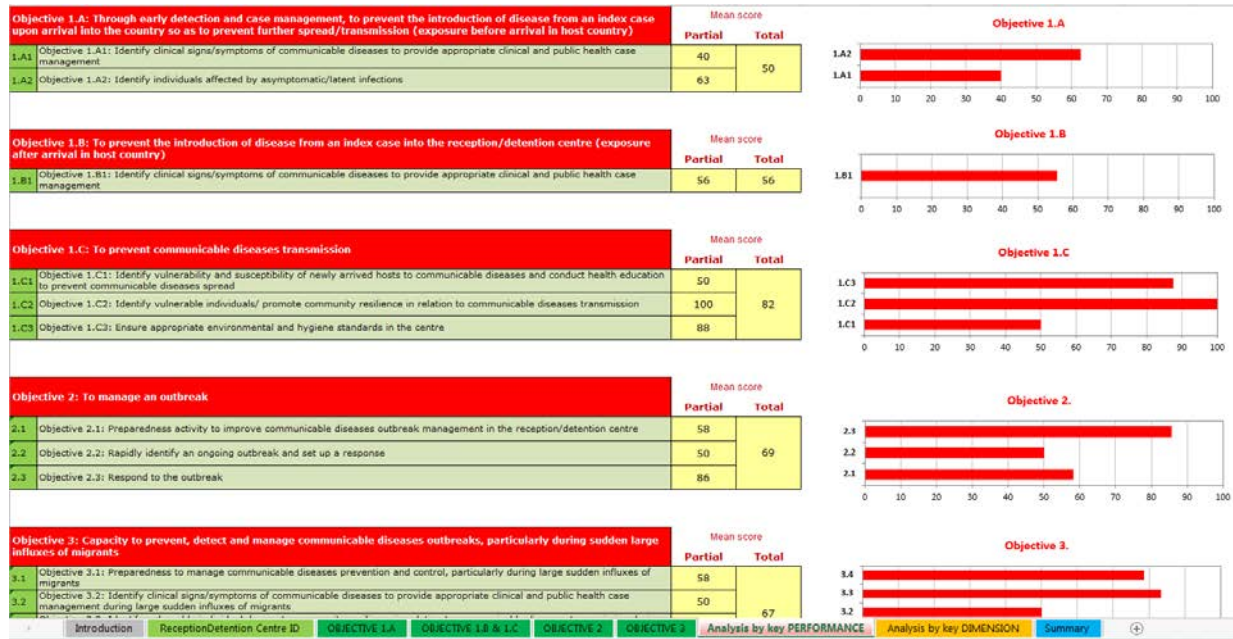 Objective 1.A: Through early detection and case management, to prevent the introduction of disease from an index case
upon arrival into the country so as to prevent further spread/transmission (exposure before arrival in host country)
Mean score
Partial Total
1.A1 Objective 1.A1: Identify clinical signs/symptoms of communicable diseases to provide appropriate clinical and public health case
management
40
50
1.A2 Objective 1.A2: Identify individuals affected by asymptomatic/latent infections
63
Objective 1.A
1.A2
1.A1
0 10 20 30 40 50 60 70 80 90 100
Objective 1.B: To prevent the introduction of disease from an index case into the reception/detention centre (exposure
after arrival in host country)
Mean score
Partial Total
1.B1 Objective 1.B1: Identify clinical signs/symptoms of communicable diseases to provide appropriate clinical and public health case
management
56 56
Objective 1.B
1.B1
0 10 20 30 40 50 60 70 80 90 100
Objective 1.C: To prevent communicable diseases transmission
Mean score
Partial Total
1.C1 Objective 1.C1: Identify vulnerability and susceptibility of newly arrived hosts to communicable diseases and conduct health education
to prevent communicable diseases spread
50
1.C2 Objective 1.C2: Identify vulnerable individuals/ promote community resilience in relation to communicable diseases transmission
100 82
1.C3 Objective 1.C3: Ensure appropriate environmental and hygiene standards in the centre
88
Objective 1.C
1.C3
1.C2
1.C1
0 10 20 30 40 50 60 70 80 90 100
Objective 2: To manage an outbreak
Mean score
Partial Total
2.1 Objective 2.1: Preparedness activity to improve communicable diseases outbreak management in the reception/detention centre
58
2.2 Objective 2.2: Rapidly identify an ongoing outbreak and set up a response
50 69
2.3 Objective 2.3: Respond to the outbreak
86
Objective 2.
2.3
2.2
2.1
0 10 20 30 40 50 60 70 80 90 100
Objective 3: Capacity to prevent, detect and manage communicable diseases outbreaks, particularly during sudden large
influxes of migrants
Mean score
Partial Total
3.1 Objective 3.1: Preparedness to manage communicable diseases prevention and control, particularly during large sudden influxes of
migrants
58
3.2 Objective 3.2: Identify clinical signs/symptoms of communicable diseases to provide appropriate clinical and public health case
management during large sudden influxes of migrants
50
67
Objective 3.
3.4
3.3
3.2
Introduction ReceptionDetention Centre ID OBJECTIVE 1.A OBJECTIVE 1.B & 1.C OBJECTIVE 2 OBJECTIVE 3 Analysis by key PERFORMANCE Analysis by key DIMENSION Summary